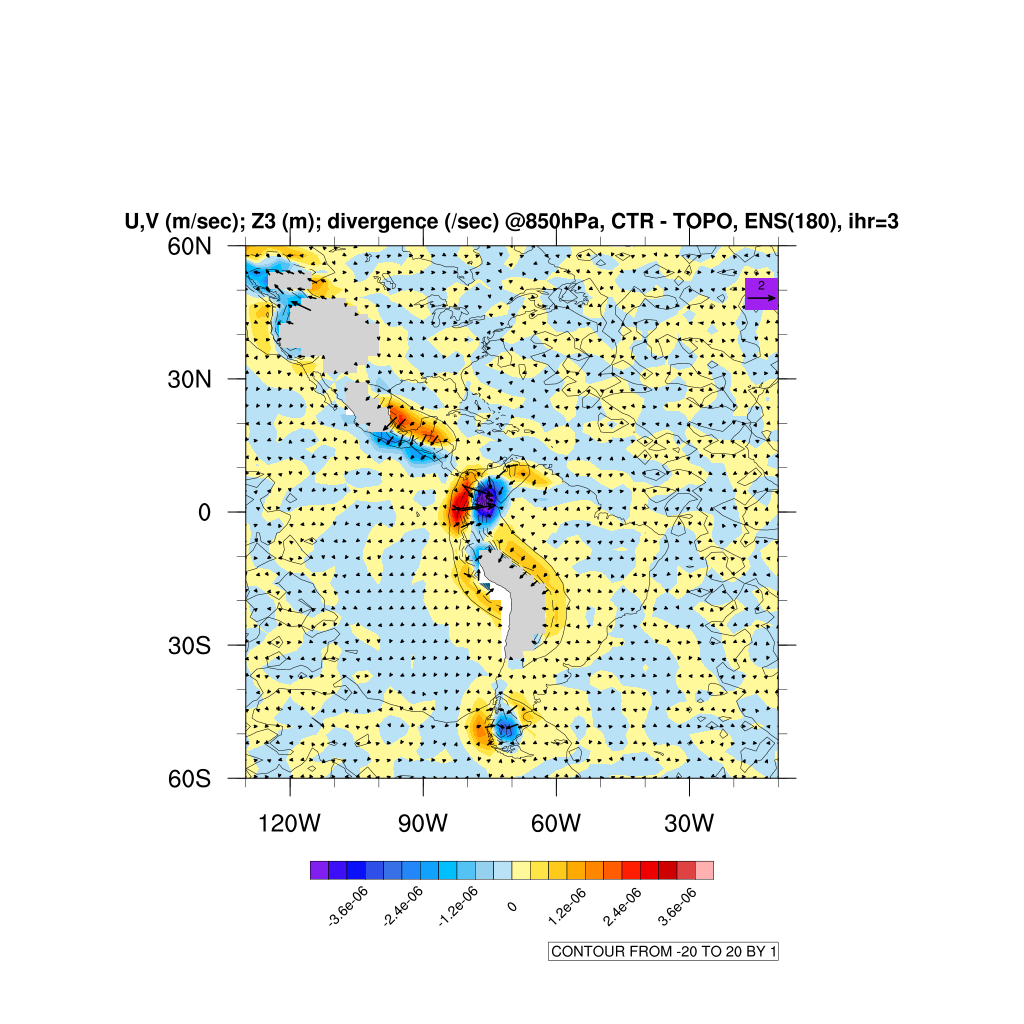 U,V (m/sec); Z3 (m); divergence (/sec) @850hPa, CTR - TOPO, ENS(180), ihr=3
60N
2
30N
0
30S
60S
120W 90W 60W 30W
-3.6e-06 -2.4e-06 -1.2e-06 0 1.2e-06 2.4e-06 3.6e-06
CONTOUR FROM -20 TO 20 BY 1